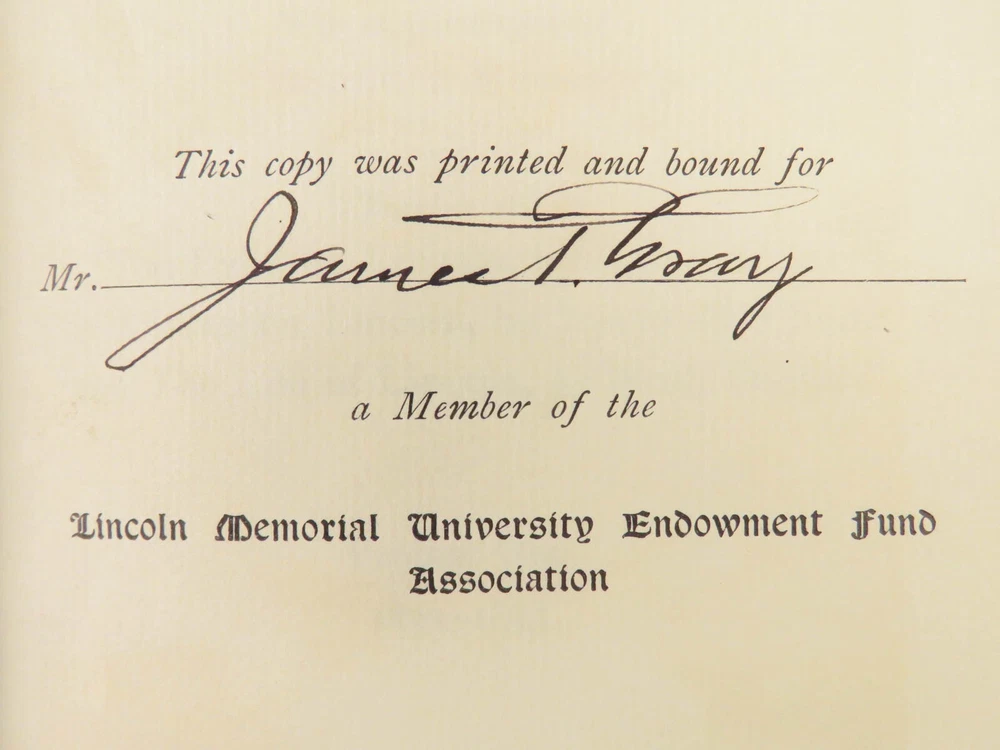 This copy was printed and bound for
Mr. James T. Gray
a Member of the
Lincoln Memorial University Endowment Fund
Association